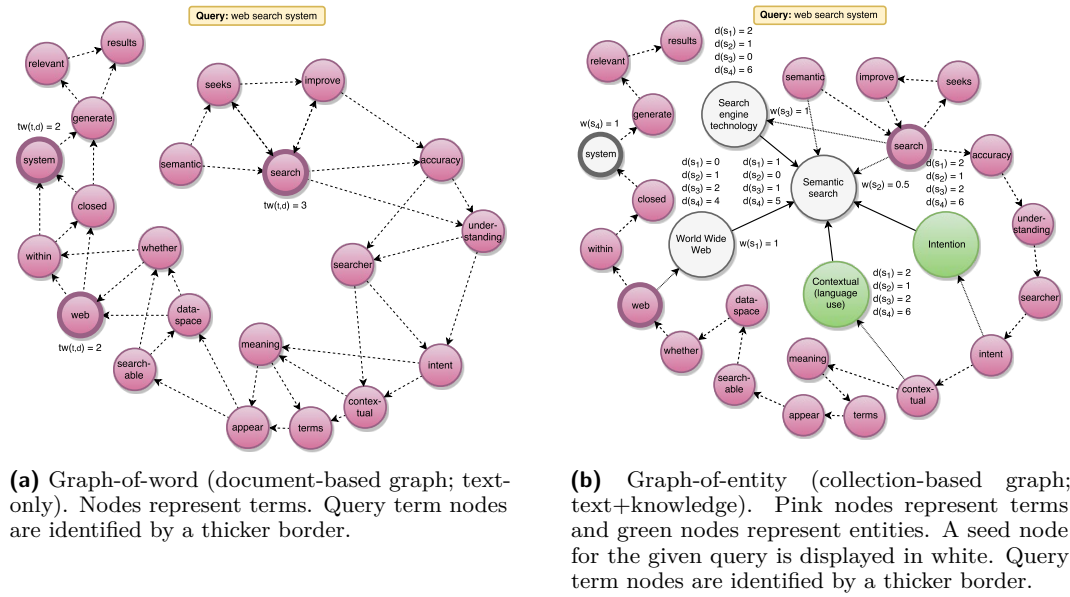 Query: web search system
results
relevant
seeks
improve
generate
tw(t,d) = 2
system
semantic
search
accuracy
tw(t,d) = 3
closed
under-
standing
whether
within
searcher
web
data-
space
tw(t,d) = 2
meaning
search-
able
intent
contex-
tual
appear
terms
(a) Graph-of-word (document-based graph; text-
only). Nodes represent terms. Query term nodes
are identified by a thicker border.
Query: web search system
results
d(s1) = 2
d(s2) = 1
d(s3) = 0
d(s4) = 6
relevant
semantic
improve
seeks
generate
Search
engine
technology
w(s3) = 1
w(s4) = 1
system
search
accuracy
d(s1) = 0
d(s2) = 1
d(s3) = 2
d(s4) = 4
d(s1) = 1
d(s2) = 0
d(s3) = 1
d(s4) = 5
Semantic
search
w(s2) = 0.5
d(s1) = 2
d(s2) = 1
d(s3) = 2
d(s4) = 6
closed
under-
standing
within
World Wide
Web
w(s1) = 1
Intention
Contextual
(language
use)
d(s1) = 2
d(s2) = 1
d(s3) = 2
d(s4) = 6
web
data-
space
searcher
whether
meaning
intent
search-
able
contex-
tual
appear
terms
(b) Graph-of-entity (collection-based graph;
text+knowledge). Pink nodes represent terms
and green nodes represent entities. A seed node
for the given query is displayed in white. Query
term nodes are identified by a thicker border.